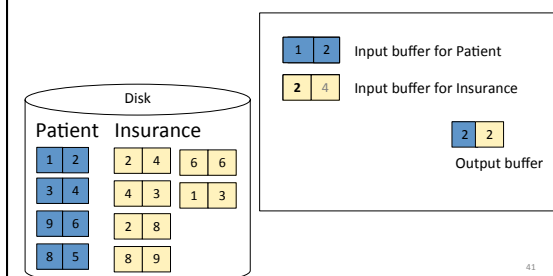 1 2 Input buffer for Patient
2 4 Input buffer for Insurance
2 2
Output buffer
Disk
Patient Insurance
1 2 2 4 6 6
3 4 4 3 1 3
9 6 2 8
8 5 8 9
41